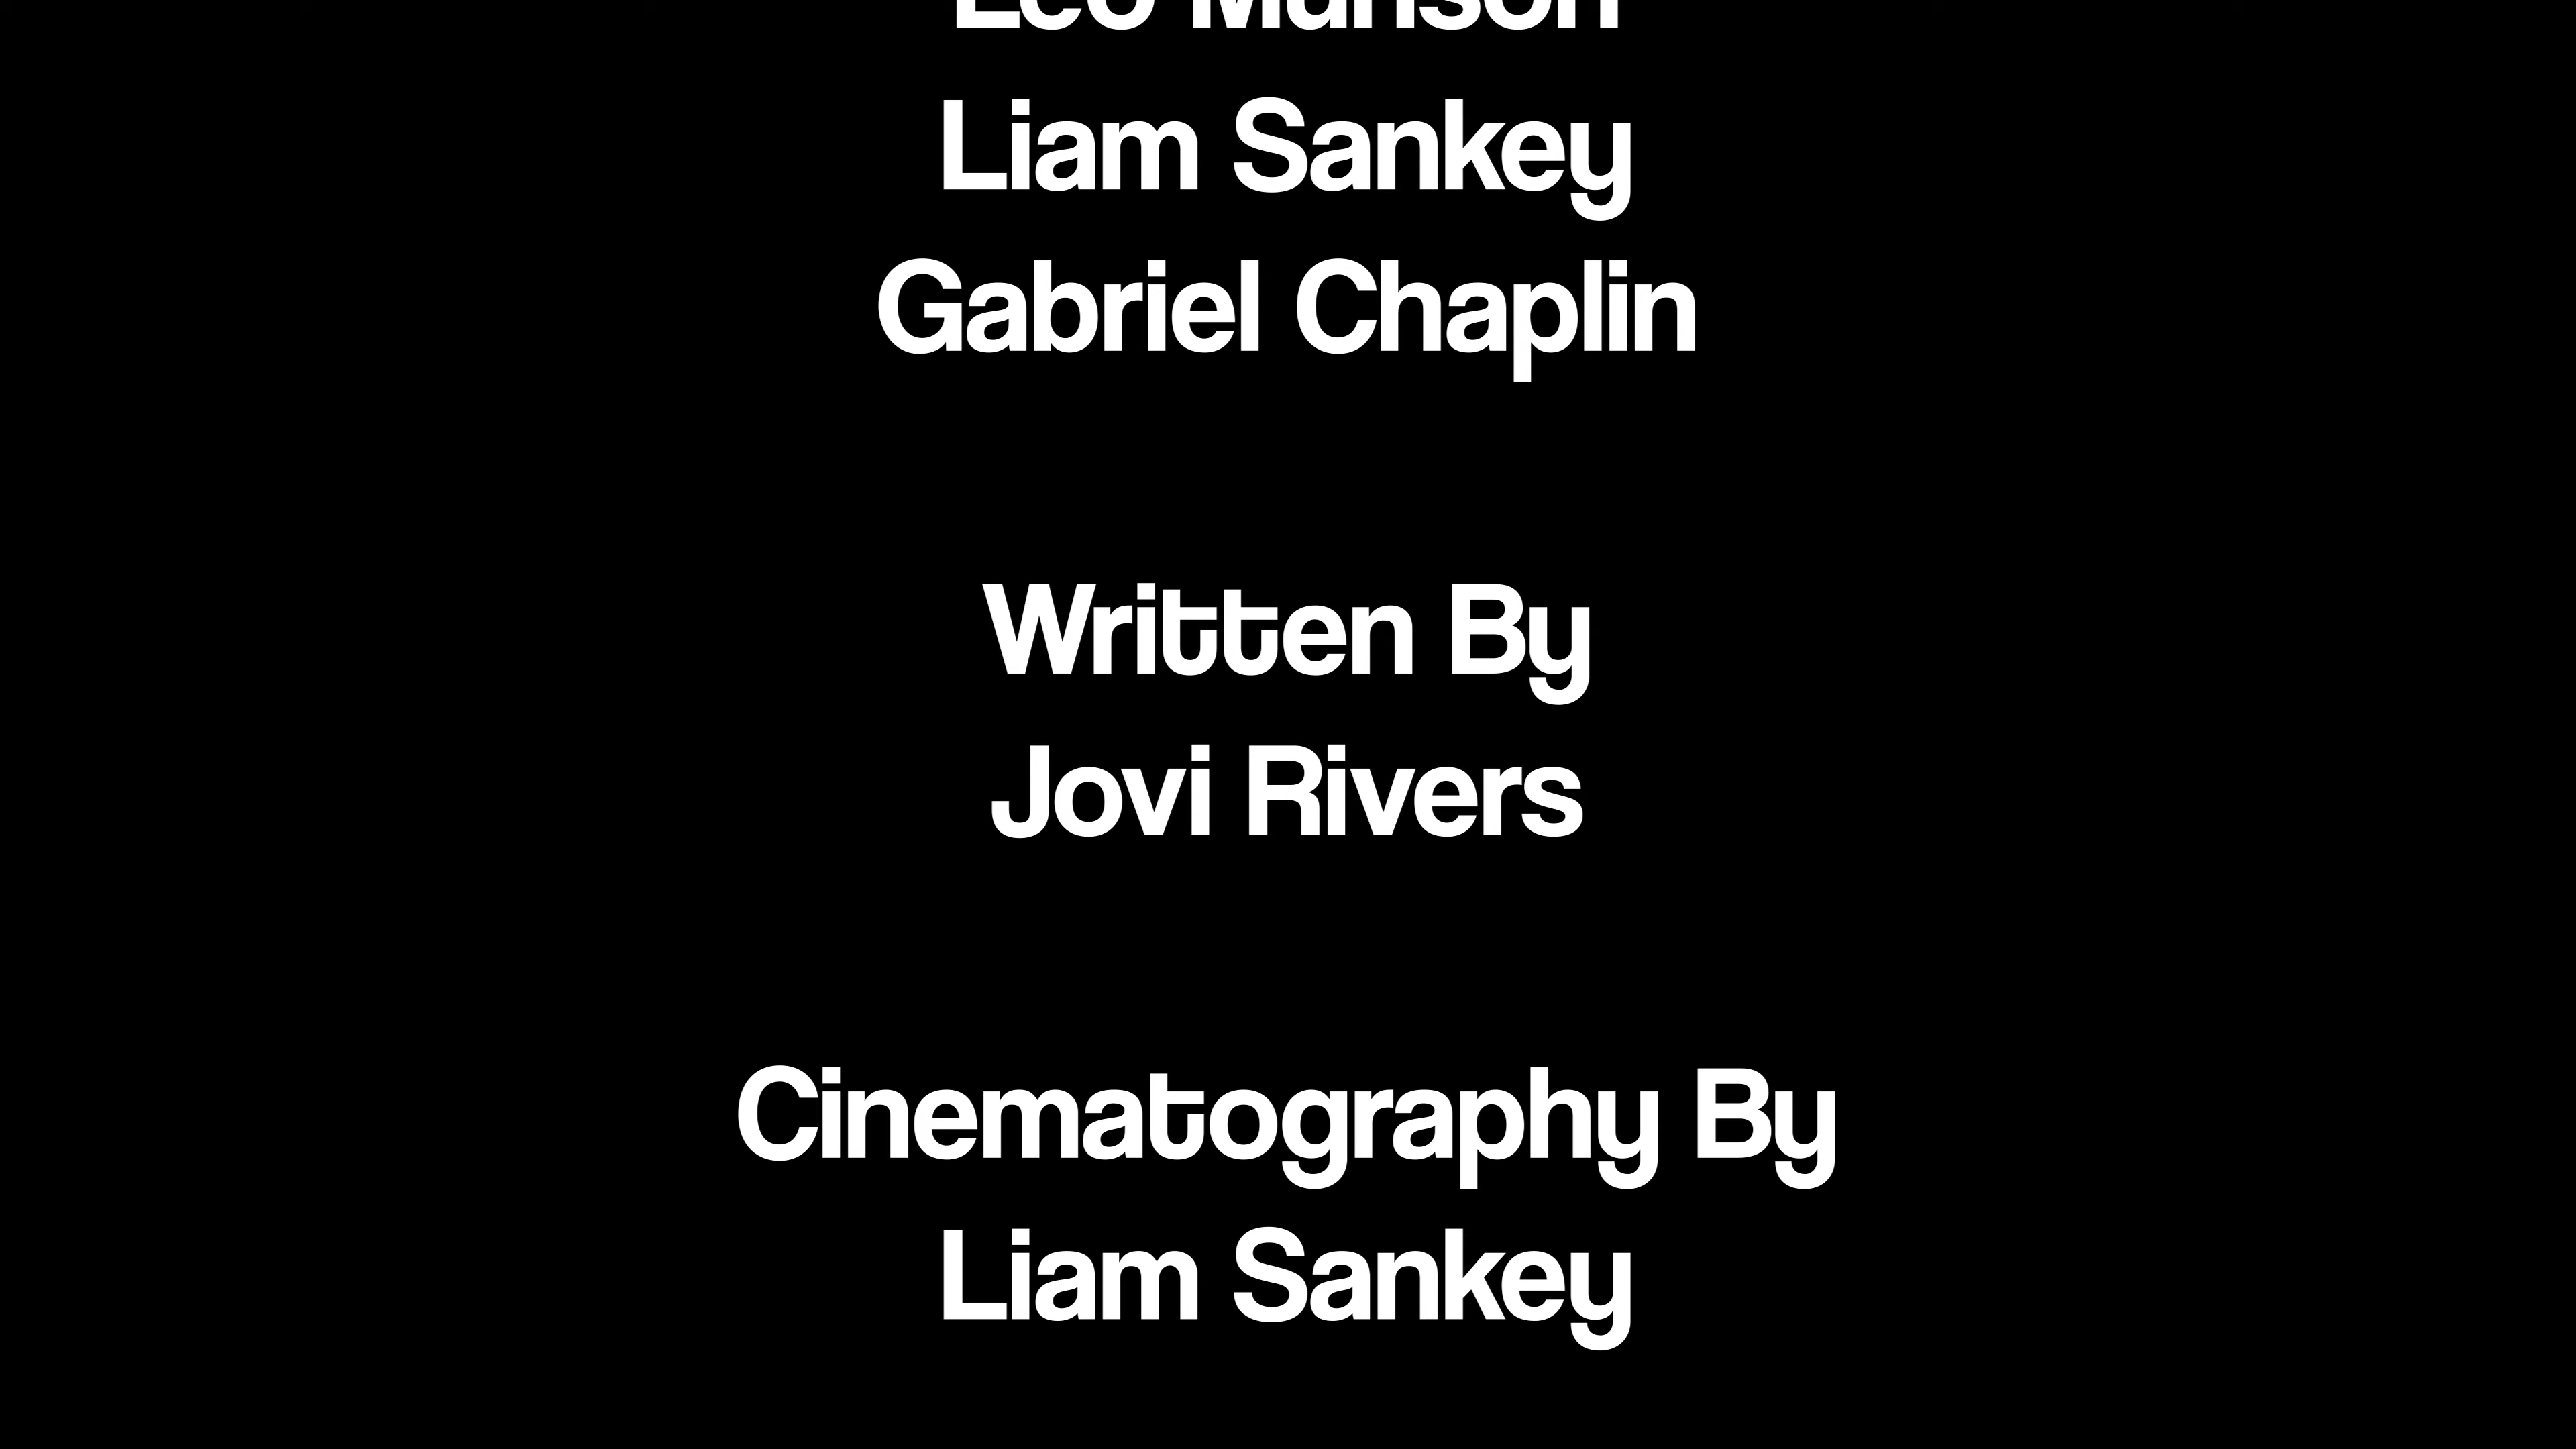 Liam Sankey
Gabriel Chaplin
Written By
Jovi Rivers
Cinematography By
Liam Sankey